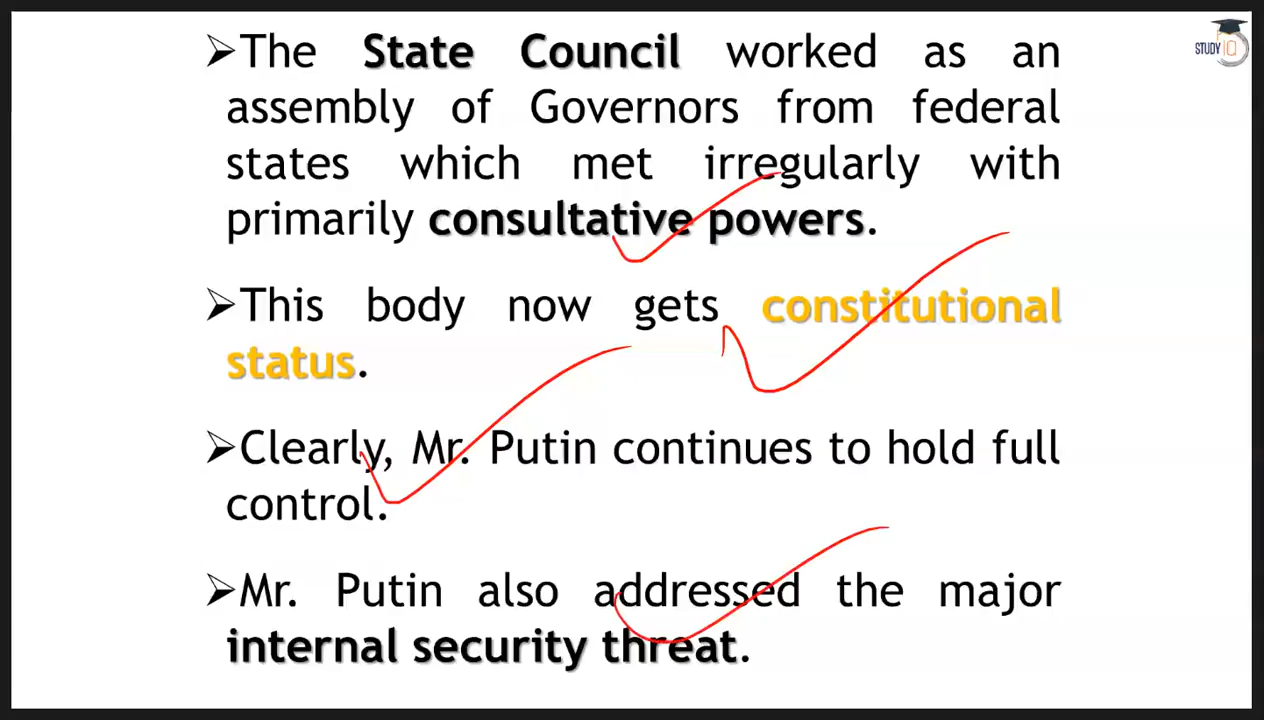 ➢The State Council worked as an
assembly of Governors from federal
states which met irregularly with
primarily consultative powers.
➢This body now gets constitutional
status.
➢Clearly, Mr. Putin continues to hold full
control.
➢Mr. Putin also addressed the major
internal security threat.
STUDY IQ